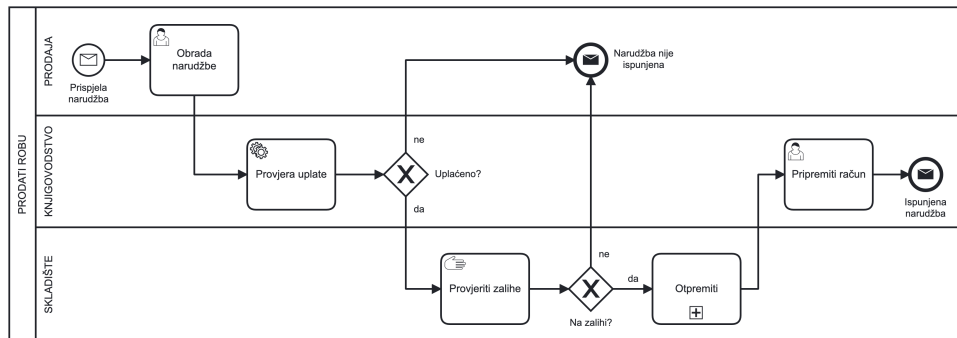 PRODATI ROBU
PRODAJA
Prispjela
narudžba
Obrada
narudžbe
Narudžba nije
ispunjena
KNJIGOVODSTVO
Provjera uplate
ne
Uplaćeno?
da
Pripremiti račun
Ispunjena
narudžba
SKLADIŠTE
Provjeriti zalihe
ne
Na zalihi?
da
Otpremiti